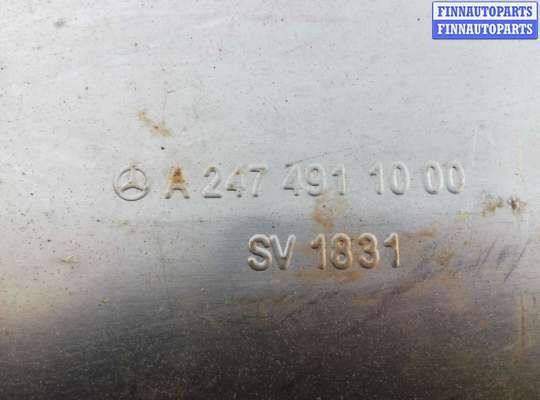 FINNAUTOPARTS
FINNAUTOPARTS
A 247 491 10 00
SV 1831